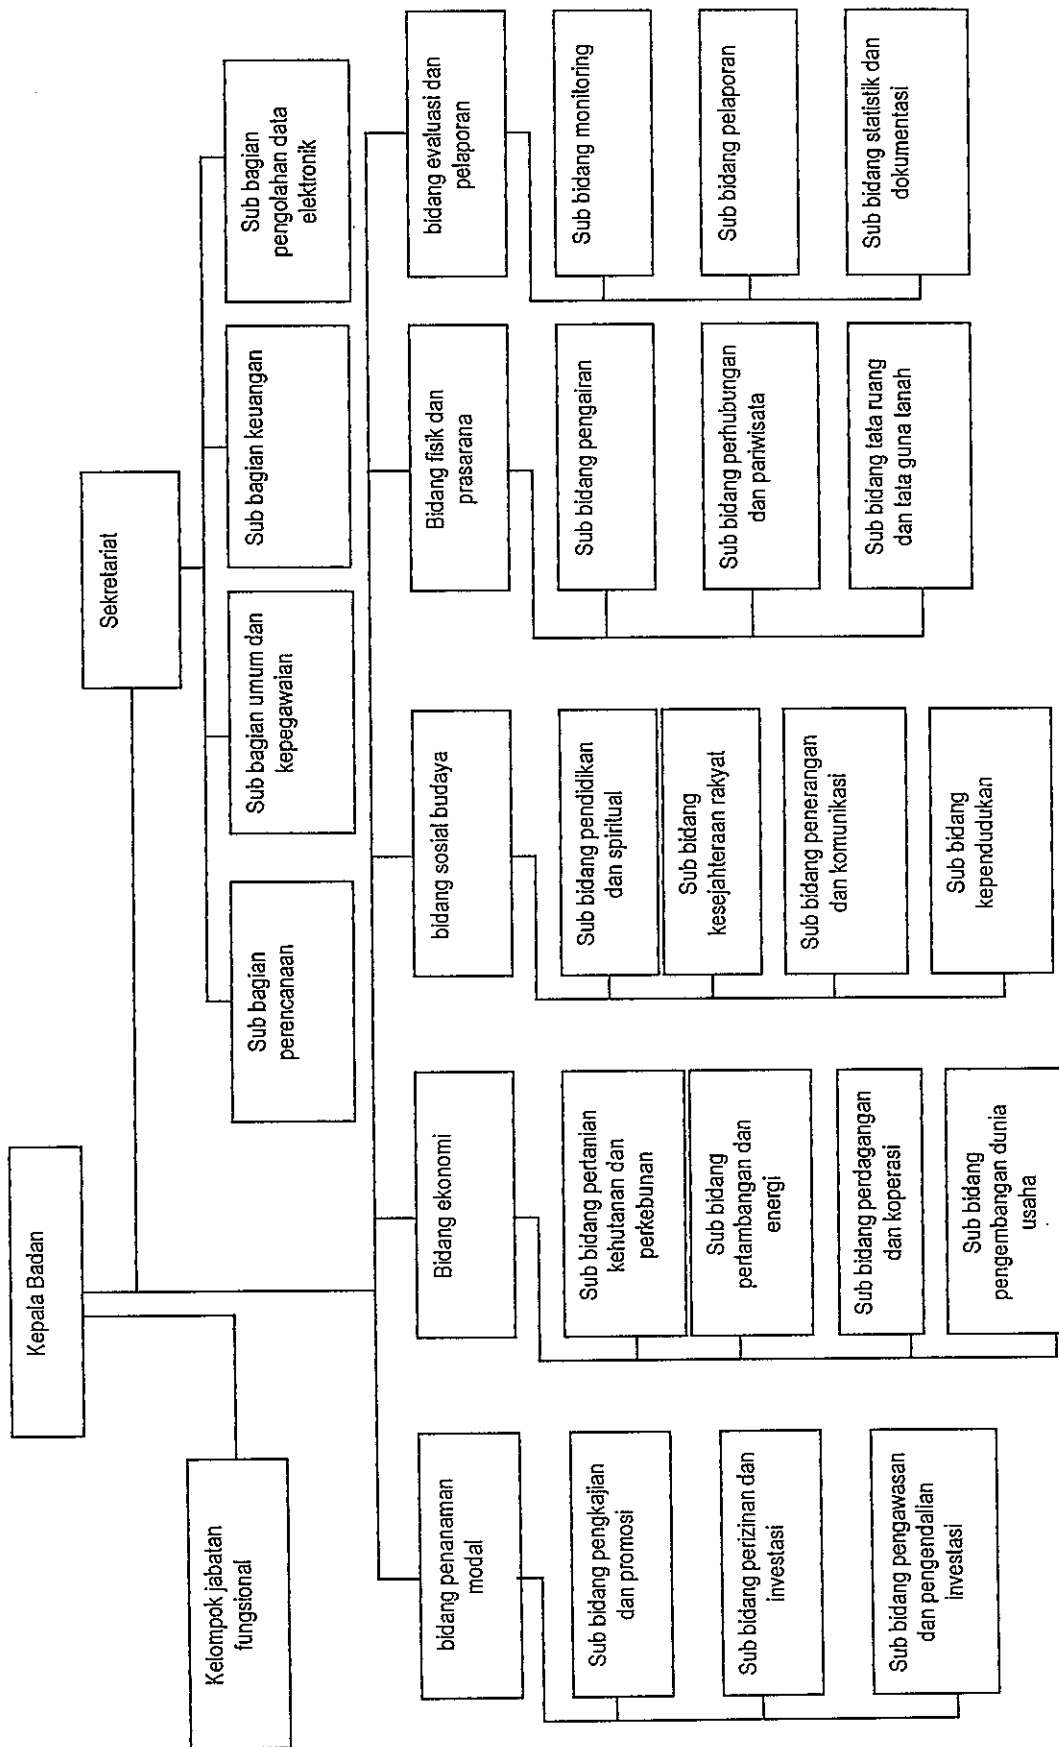 Kepala Badan
Kelompok jabatan
fungsional
Sekretariat
Sub bagian
perencanaan
Sub bagian umum dan
kepegawaian
Sub bagian keuangan
Sub bagian
pengolahan data
elektronik
bidang penanaman
modal
Sub bidang pengkajian
dan promosi
Sub bidang perizinan dan
investasi
Sub bidang pengawasan
dan pengendalian
investasi
Bidang ekonomi
Sub bidang pertanian
kehutanan dan
perkebunan
Sub bidang
pertambangan dan
energi
Sub bidang perdagangan
dan koperasi
Sub bidang
pengembangan dunia
usaha
bidang sosial budaya
Sub bidang pendidikan
dan spiritual
Sub bidang
kesejahteraan rakyat
Sub bidang penerangan
dan komunikasi
Sub bidang
kependudukan
Bidang fisik dan
prasarana
Sub bidang pengairan
Sub bidang perhubungan
dan pariwisata
Sub bidang tata ruang
dan tata guna tanah
bidang evaluasi dan
pelaporan
Sub bidang monitoring
Sub bidang pelaporan
Sub bidang statistik dan
dokumentasi